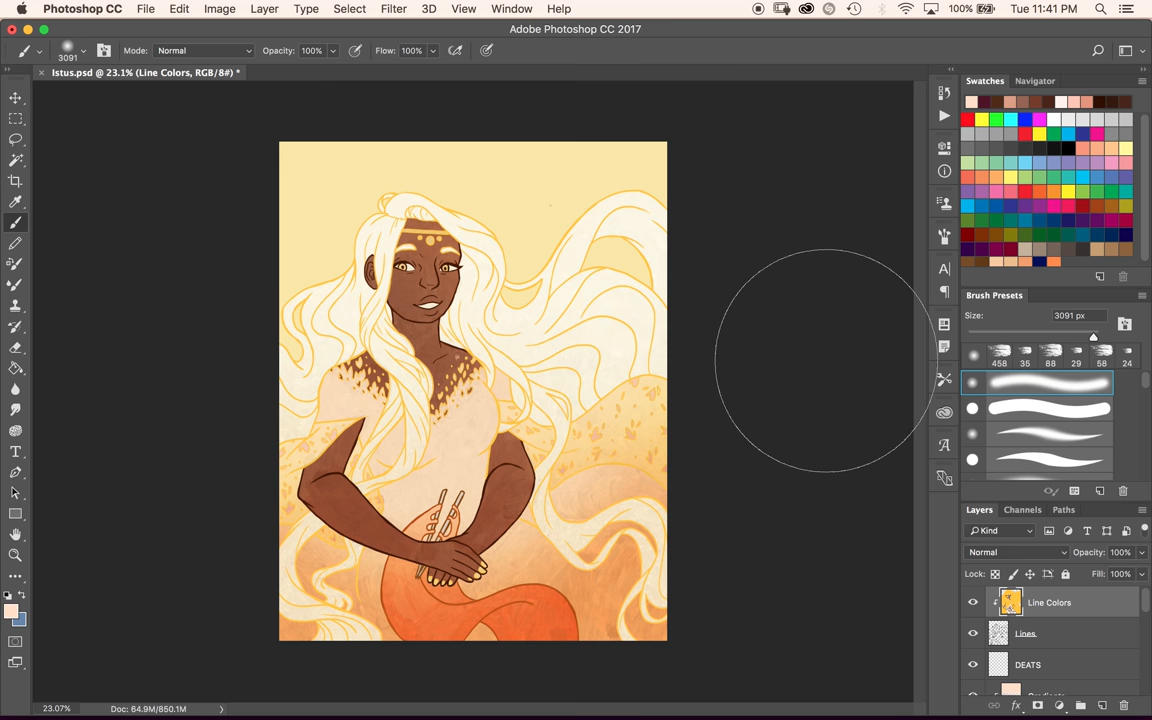 Photoshop CC File Edit Image Layer Type Select Filter 3D View Window Help 100% Tue 11:41 PM
Adobe Photoshop CC 2017
3091 Mode: Normal Opacity: 100% Flow: 100%
× Istus.psd @ 23.1% (Line Colors, RGB/8#) *
Swatches Navigator
Brush Presets
Size: 3091 px
458 35 88 29 58 24
Layers Channels Paths
Kind
Normal Opacity: 100%
Lock: Fill: 100%
Line Colors
Lines
DEATS
23.07% Doc: 64.9M/850.1M